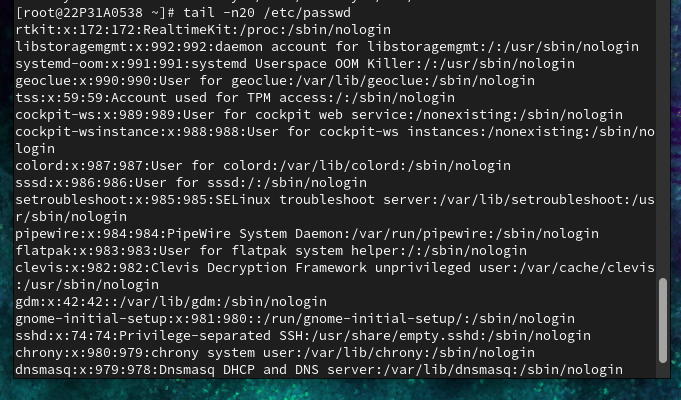 [root@22P31A0538 ~]# tail -n20 /etc/passwd
rtkit:x:172:172:RealtimeKit:/proc:/sbin/nologin
libstoragemgmt:x:992:992:daemon account for libstoragemgmt:/:/usr/sbin/nologin
systemd-oom:x:991:991:systemd Userspace OOM Killer:/:/usr/sbin/nologin
geoclue:x:990:990:User for geoclue:/var/lib/geoclue:/sbin/nologin
tss:x:59:59:Account used for TPM access:/:/sbin/nologin
cockpit-ws:x:989:989:User for cockpit web service:/nonexisting:/sbin/nologin
cockpit-wsinstance:x:988:988:User for cockpit-ws instances:/nonexisting:/sbin/no
login
colord:x:987:987:User for colord:/var/lib/colord:/sbin/nologin
sssd:x:986:986:User for sssd:/:/sbin/nologin
setroubleshoot:x:985:985:SELinux troubleshoot server:/var/lib/setroubleshoot:/us
r/sbin/nologin
pipewire:x:984:984:PipeWire System Daemon:/var/run/pipewire:/sbin/nologin
flatpak:x:983:983:User for flatpak system helper:/:/sbin/nologin
clevis:x:982:982:Clevis Decryption Framework unprivileged user:/var/cache/clevis
:/usr/sbin/nologin
gdm:x:42:42::/var/lib/gdm:/sbin/nologin
gnome-initial-setup:x:981:980::/run/gnome-initial-setup/:/sbin/nologin
sshd:x:74:74:Privilege-separated SSH:/usr/share/empty.sshd:/sbin/nologin
chrony:x:980:979:chrony system user:/var/lib/chrony:/sbin/nologin
dnsmasq:x:979:978:Dnsmasq DHCP and DNS server:/var/lib/dnsmasq:/sbin/nologin